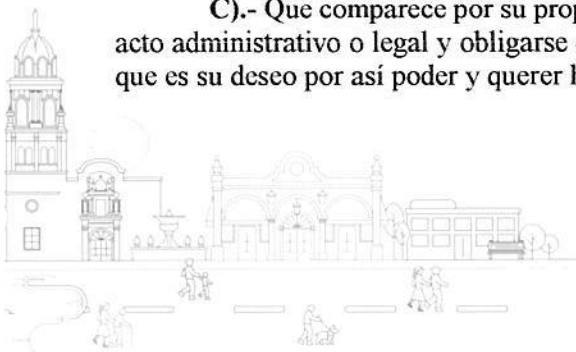 C).- Que comparece por su prop
acto administrativo o legal y obligarse
que es su deseo por así poder y querer h